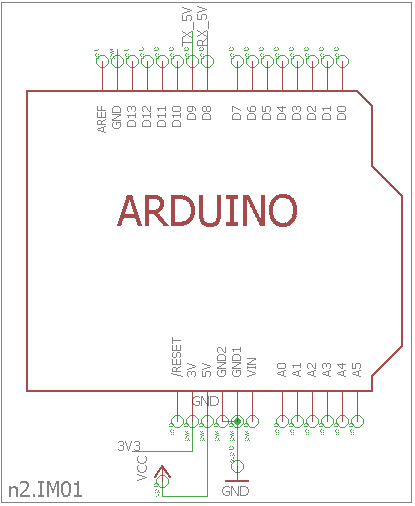 TX_5V
RX_5V
AREF
GND
D13
D12
D11
D10
D9
D8
D7
D6
D5
D4
D3
D2
D1
D0
ARDUINO
/RESET
3V
5V
GND2
GND1
VIN
A0
A1
A2
A3
A4
A5
GND
3V3
VCC
GND
n2.IM01